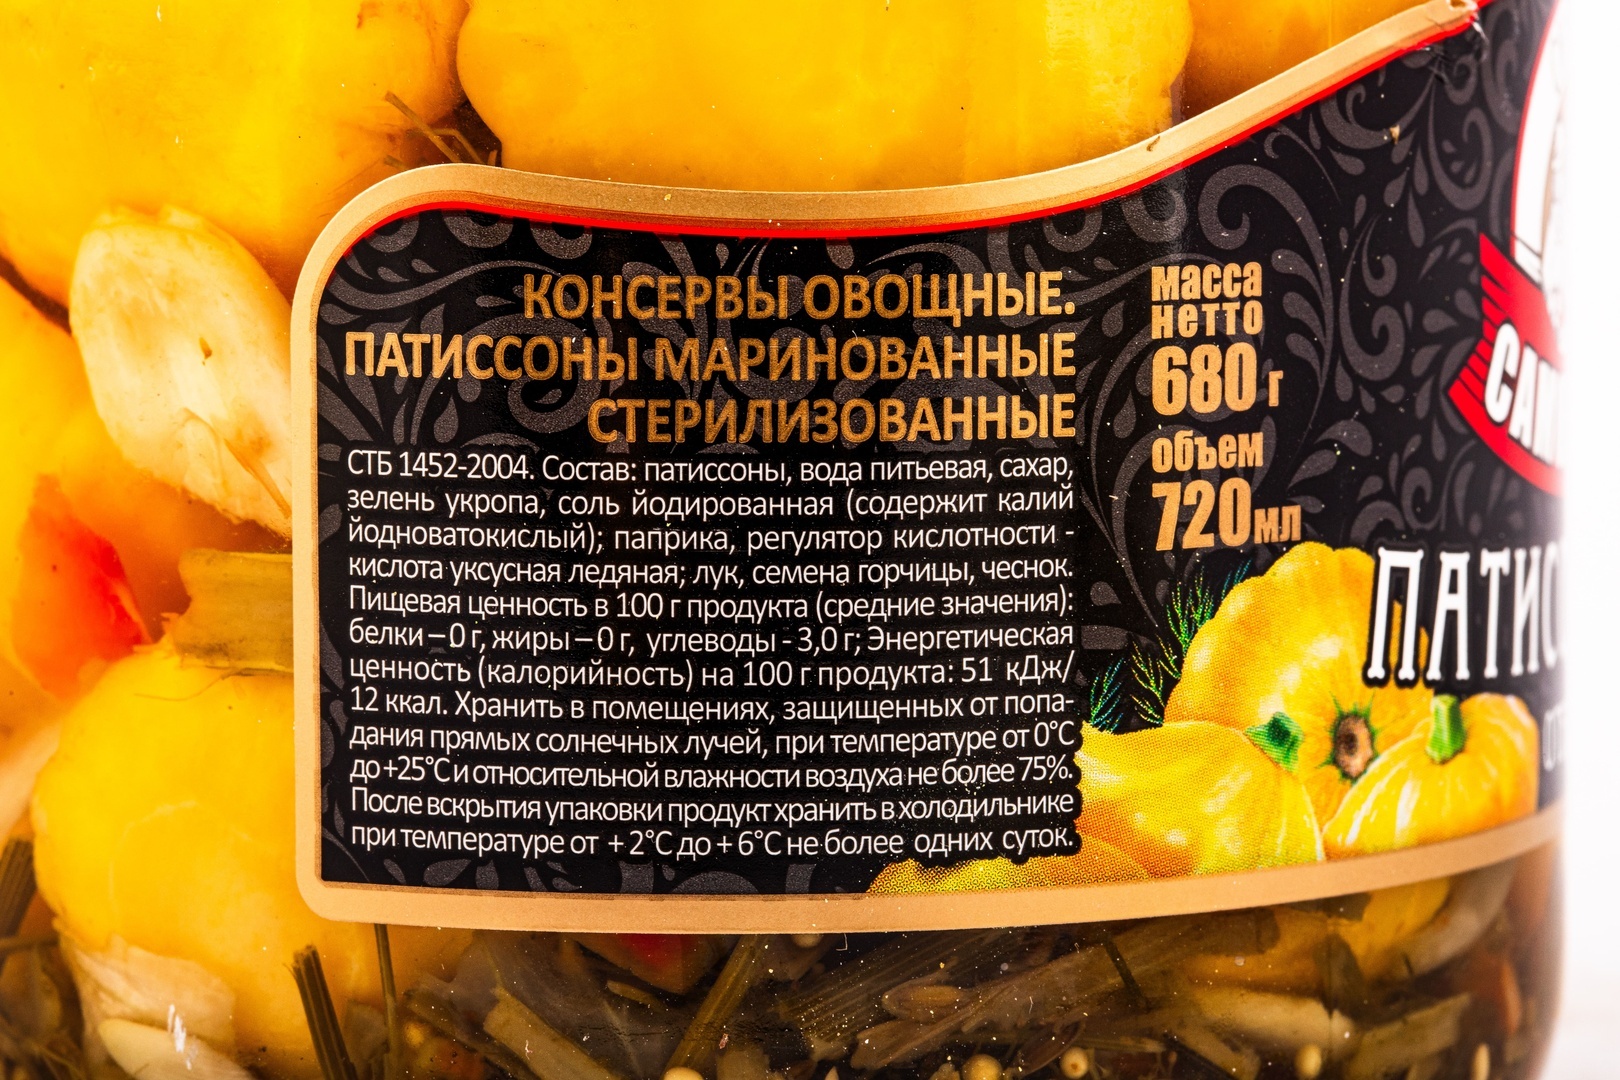 КОНСЕРВЫ ОВОЩНЫЕ.
ПАТИССОНЫ МАРИНОВАННЫЕ
СТЕРИЛИЗОВАННЫЕ
СТБ 1452-2004. Состав: патиссоны, вода питьевая, сахар,
зелень укропа, соль йодированная (содержит калий
йодноватокислый); паприка, регулятор кислотности -
кислота уксусная ледяная; лук, семена горчицы, чеснок.
Пищевая ценность в 100 г продукта (средние значения):
белки – 0 г, жиры – 0 г, углеводы - 3,0 г; Энергетическая
ценность (калорийность) на 100 г продукта: 51 кДж/
12 ккал. Хранить в помещениях, защищенных от попа-
дания прямых солнечных лучей, при температуре от 0°С
до +25°С и относительной влажности воздуха не более 75%.
После вскрытия упаковки продукт хранить в холодильнике
при температуре от + 2°С до + 6°С не более одних суток.
масса
нетто
680 г
объем
720 мл